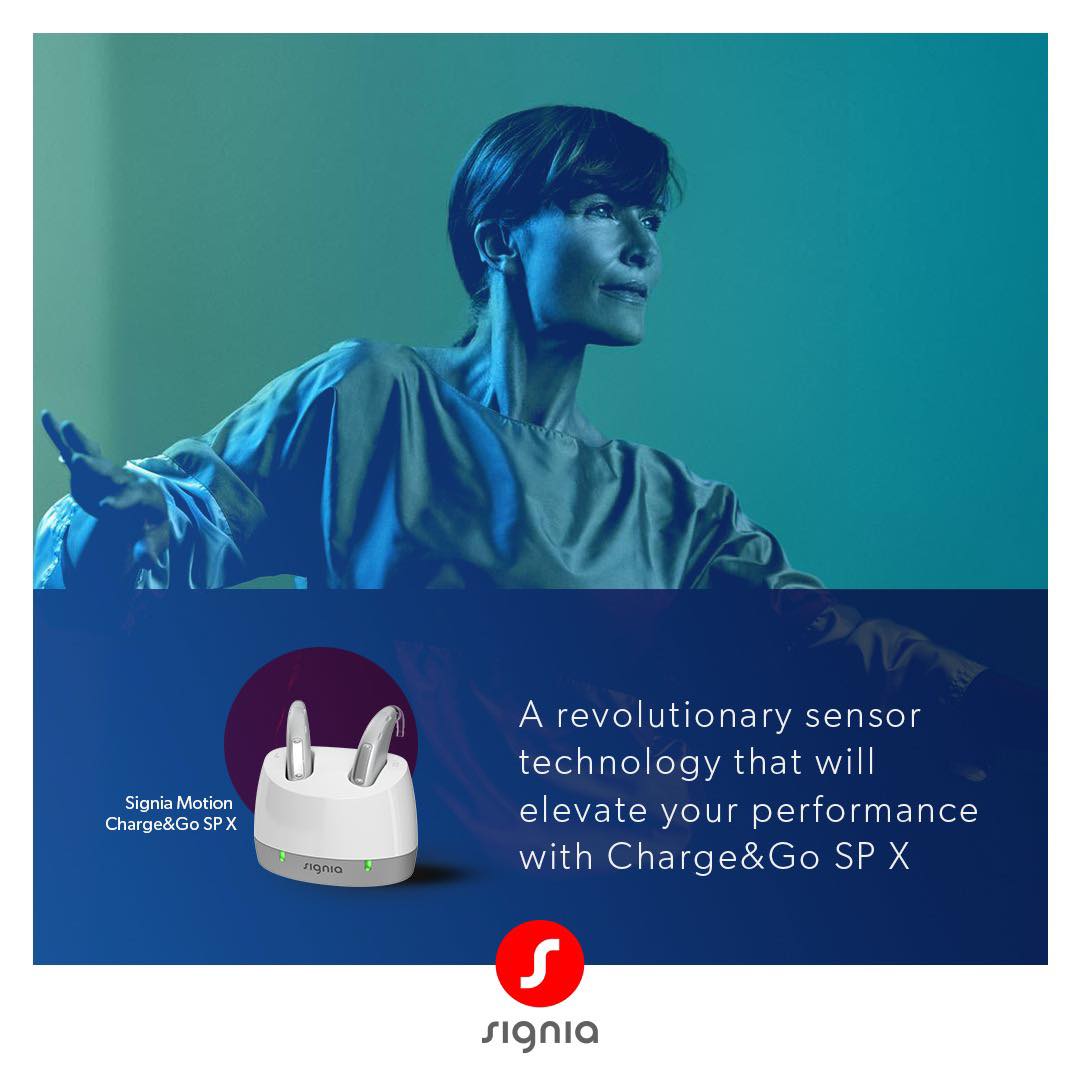 Signia Motion
Charge&Go SP X
signia
A revolutionary sensor
technology that will
elevate your performance
with Charge&Go SP X
S
signia